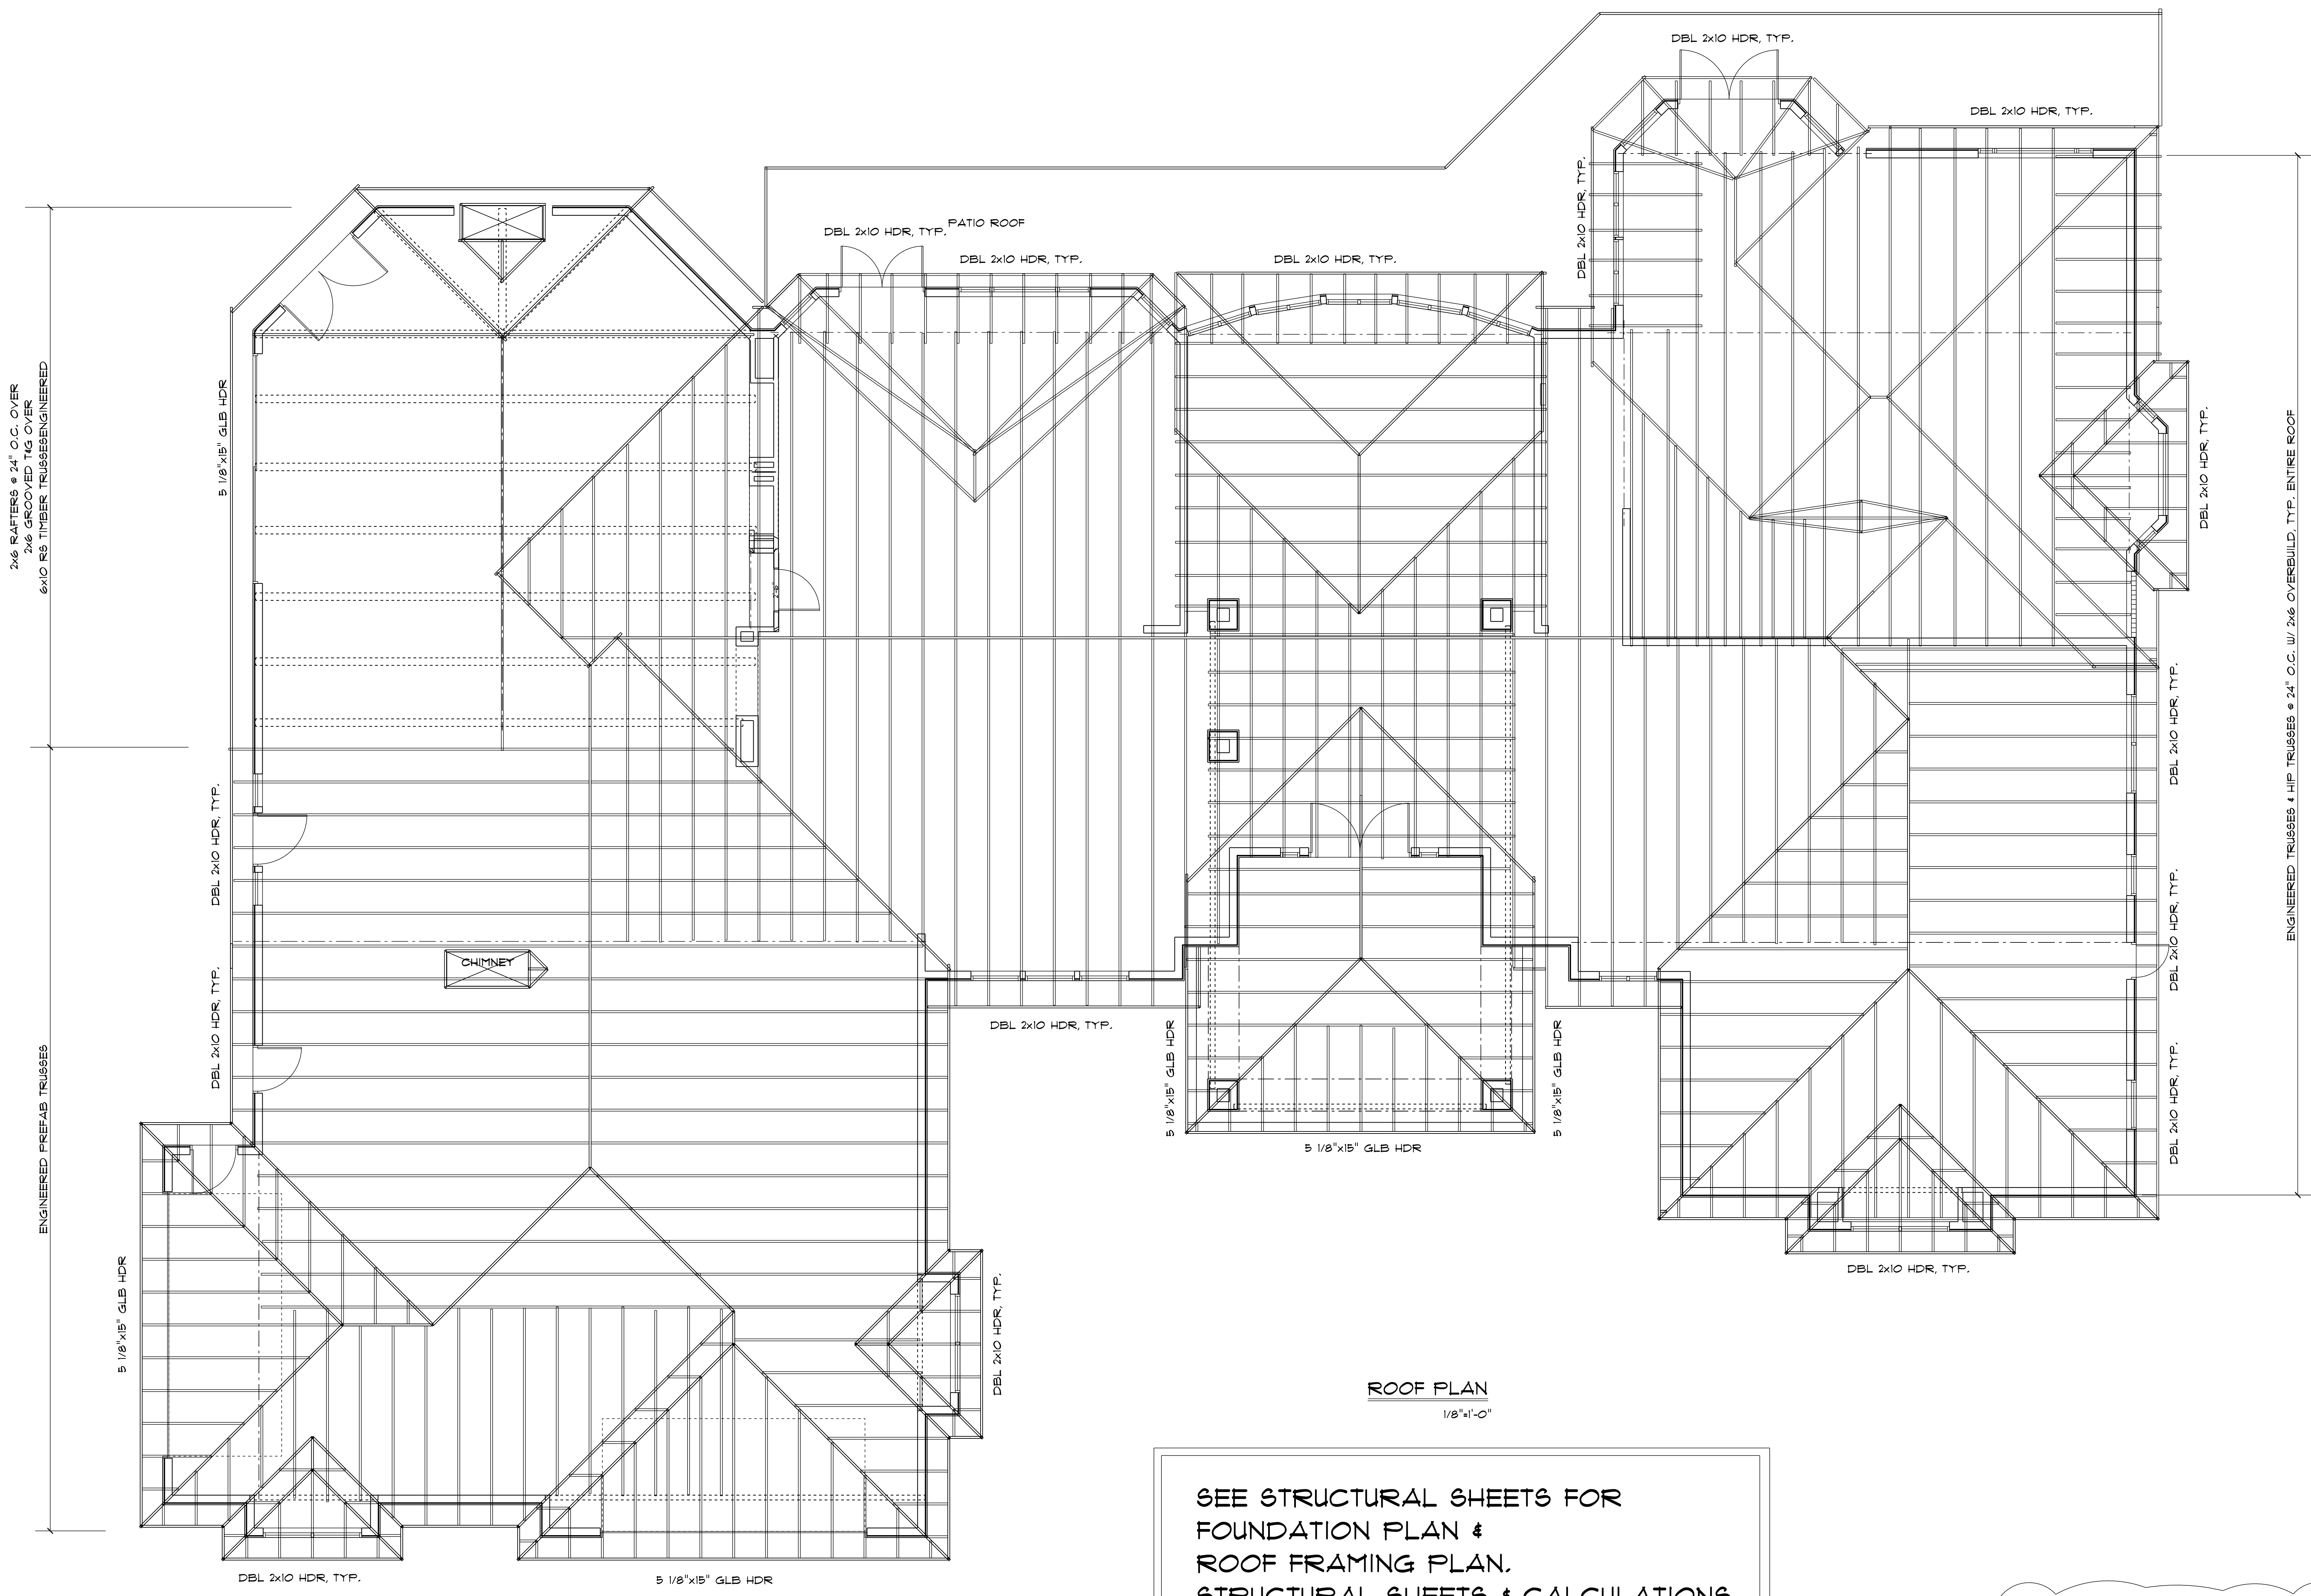 DBL 2x10 HDR, TYP.
DBL 2x10 HDR, TYP.
DBL 2x10 HDR, TYP.
PATIO ROOF
DBL 2x10 HDR, TYP.
DBL 2x10 HDR, TYP.
DBL 2x10 HDR, TYP.
2x6 RAFTERS @ 24" O.C. OVER
2x6 GROOVED T&G OVER
6x10 RS TIMBER TRUSSESENGINEERED
5 1/8"x15" GLB HDR
DBL 2x10 HDR, TYP.
ENGINEERED TRUSSES & HIP TRUSSES @ 24" O.C. W/ 2x6 OVERBUILD, TYP. ENTIRE ROOF
2'-8"
DBL 2x10 HDR, TYP.
DBL 2x10 HDR, TYP.
DBL 2x10 HDR, TYP.
CHIMNEY
DBL 2x10 HDR, TYP.
DBL 2x10 HDR, TYP.
5 1/8"x15" GLB HDR
5 1/8"x15" GLB HDR
5 1/8"x15" GLB HDR
DBL 2x10 HDR, TYP.
ENGINEERED PREFAB TRUSSES
5 1/8"x15" GLB HDR
DBL 2x10 HDR, TYP.
DBL 2x10 HDR, TYP.
DBL 2x10 HDR, TYP.
5 1/8"x15" GLB HDR
ROOF PLAN
1/8"=1'-0"
SEE STRUCTURAL SHEETS FOR
FOUNDATION PLAN &
ROOF FRAMING PLAN.
STRUCTURAL SHEETS & CALCULATIONS